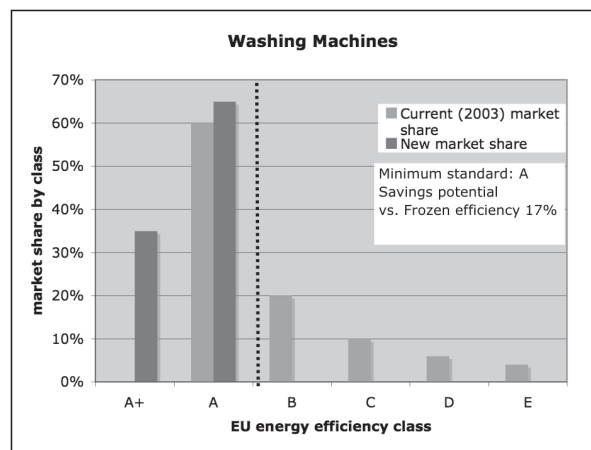 Washing Machines
70%
60%
50%
40%
30%
20%
10%
0%
market share by class
Current (2003) market
share
New market share
Minimum standard: A
Savings potential
vs. Frozen efficiency 17%
A+ A B C D E
EU energy efficiency class